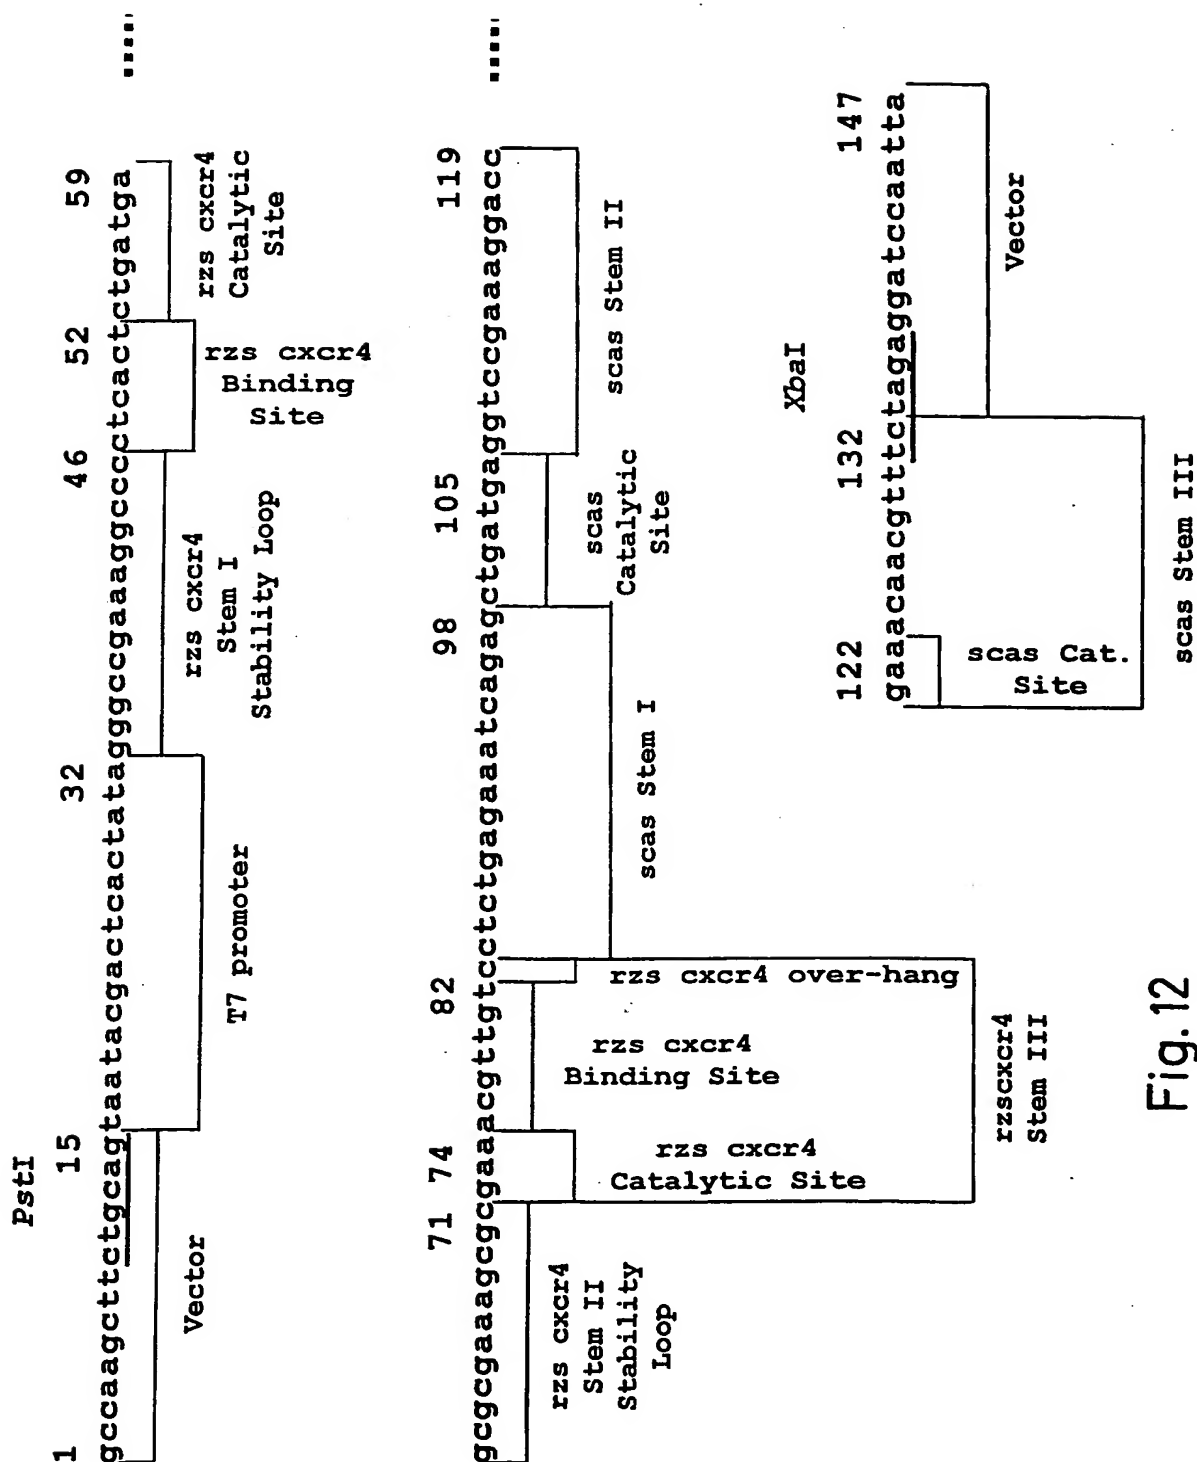 PstI
1 15 32 46 52 59
gccaagcttctgcagtaatacgactcactatagggccgaaaggcccctcactctgatga
Vector
T7 promoter
rzs cxcr4
Stem I
Stability Loop
rzs cxcr4
Binding
Site
rzs cxcr4
Catalytic
Site
71 74 82 98 105 119
gcgcgaaagcgcgaaacgttgtcctctgagaaatcagagctgatgaggtccgaaaggacc
rzs cxcr4
Stem II
Stability
Loop
rzs cxcr4
Catalytic Site
rzs cxcr4
Binding Site
rzs cxcr4 over-hang
rzscxcr4
Stem III
scas Stem I
scas
Catalytic
Site
scas Stem II
XbaI
122 132 147
gaaacaacgtttctagaggatccaatta
scas Cat.
Site
scas Stem III
Vector
Fig.12